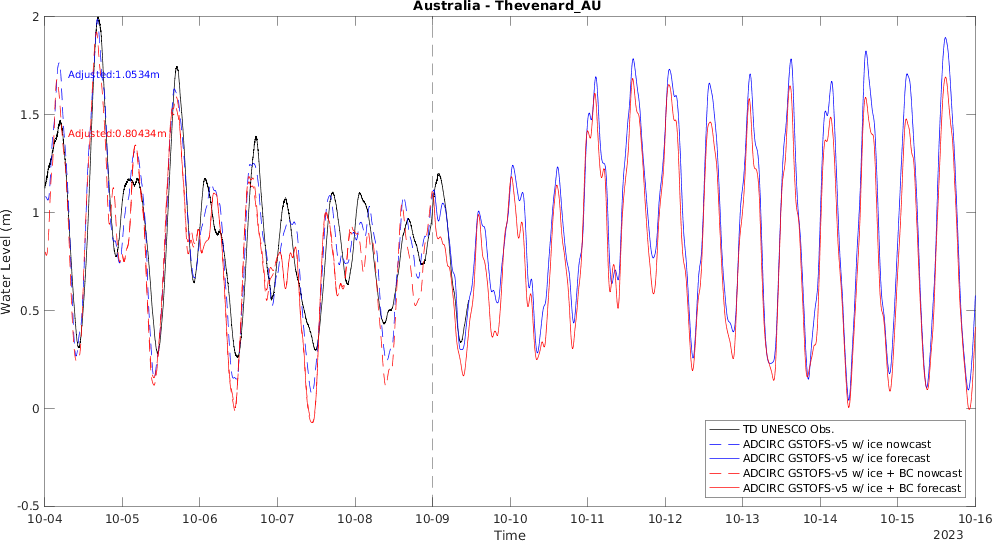 Australia - Thevenard_AU
2
1.5
1
0.5
0
-0.5
Water Level (m)
Adjusted:1.0534m
Adjusted:0.80434m
TD UNESCO Obs.
ADCIRC GSTOFS-v5 w/ ice nowcast
ADCIRC GSTOFS-v5 w/ ice forecast
ADCIRC GSTOFS-v5 w/ ice + BC nowcast
ADCIRC GSTOFS-v5 w/ ice + BC forecast
10-04 10-05 10-06 10-07 10-08 10-09 10-10 10-11 10-12 10-13 10-14 10-15 10-16
Time
2023